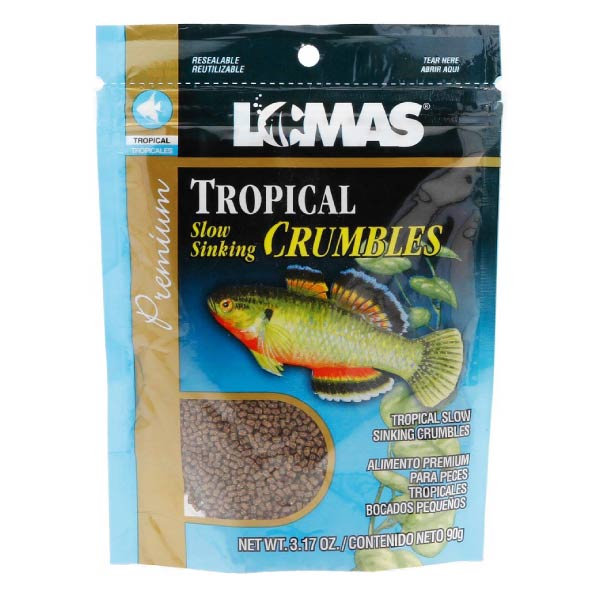 RESEALABLE
REUTILIZABLE
TEAR HERE
ABRIR AQUI
LOMAS®
TROPICAL
TROPICALES
Premium
TROPICAL
Slow
Sinking CRUMBLES
TROPICAL SLOW
SINKING CRUMBLES
ALIMENTO PREMIUM
PARA PECES
TROPICALES
BOCADOS PEQUEÑOS
NET WT. 3.17 OZ./CONTENIDO NETO 90g